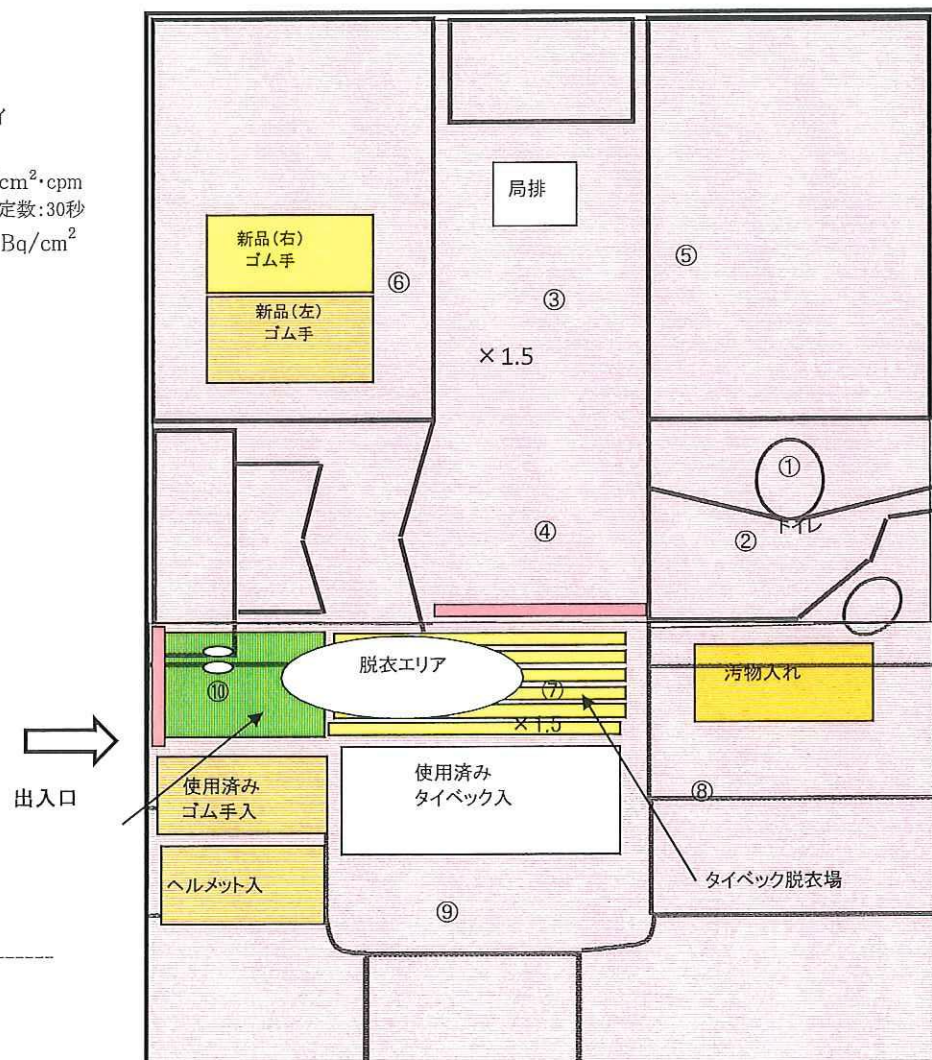 イ
cm²・cpm
定数:30秒
Bq/cm²
局排
新品(右)
ゴム手
新品(左)
ゴム手
⑥
③
⑤
×1.5
①
トイレ
④
②
脱衣エリア
汚物入れ
⑩
⑦
×1.5
出入口
使用済み
ゴム手入
使用済み
タイベック入
⑧
ヘルメット入
タイベック脱衣場
⑨